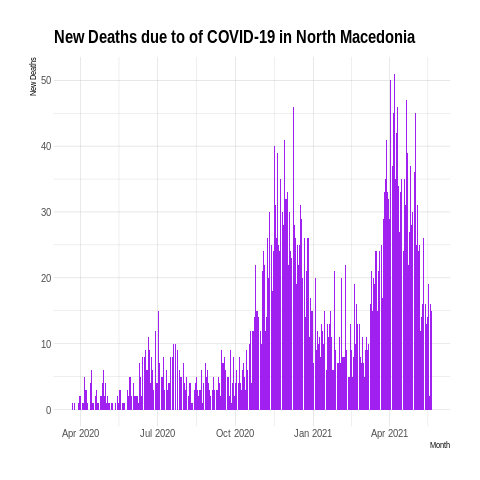 New Deaths due to of COVID-19 in North Macedonia
New Deaths
50
40
30
20
10
0
Apr 2020 Jul 2020 Oct 2020 Jan 2021 Apr 2021
Month